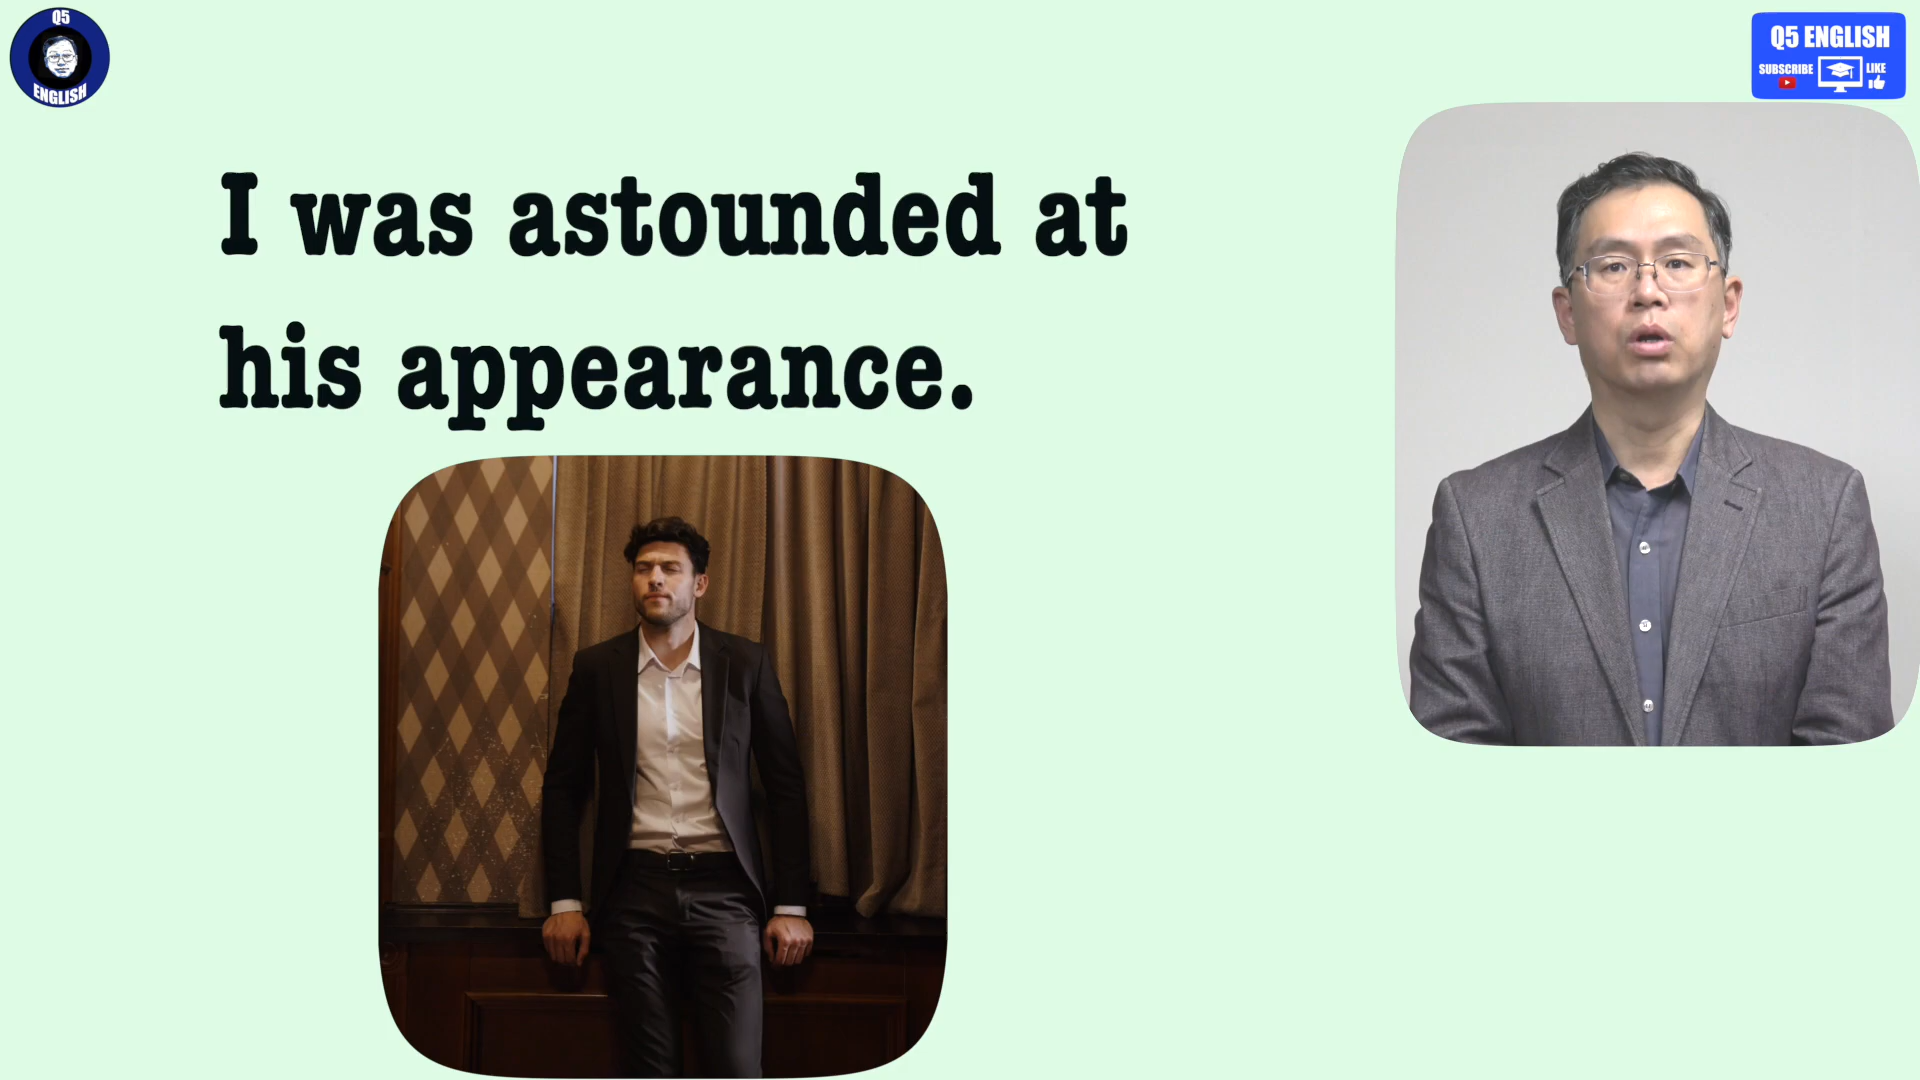 Q5
ENGLISH
Q5 ENGLISH
SUBSCRIBE
LIKE
I was astounded at
his appearance.